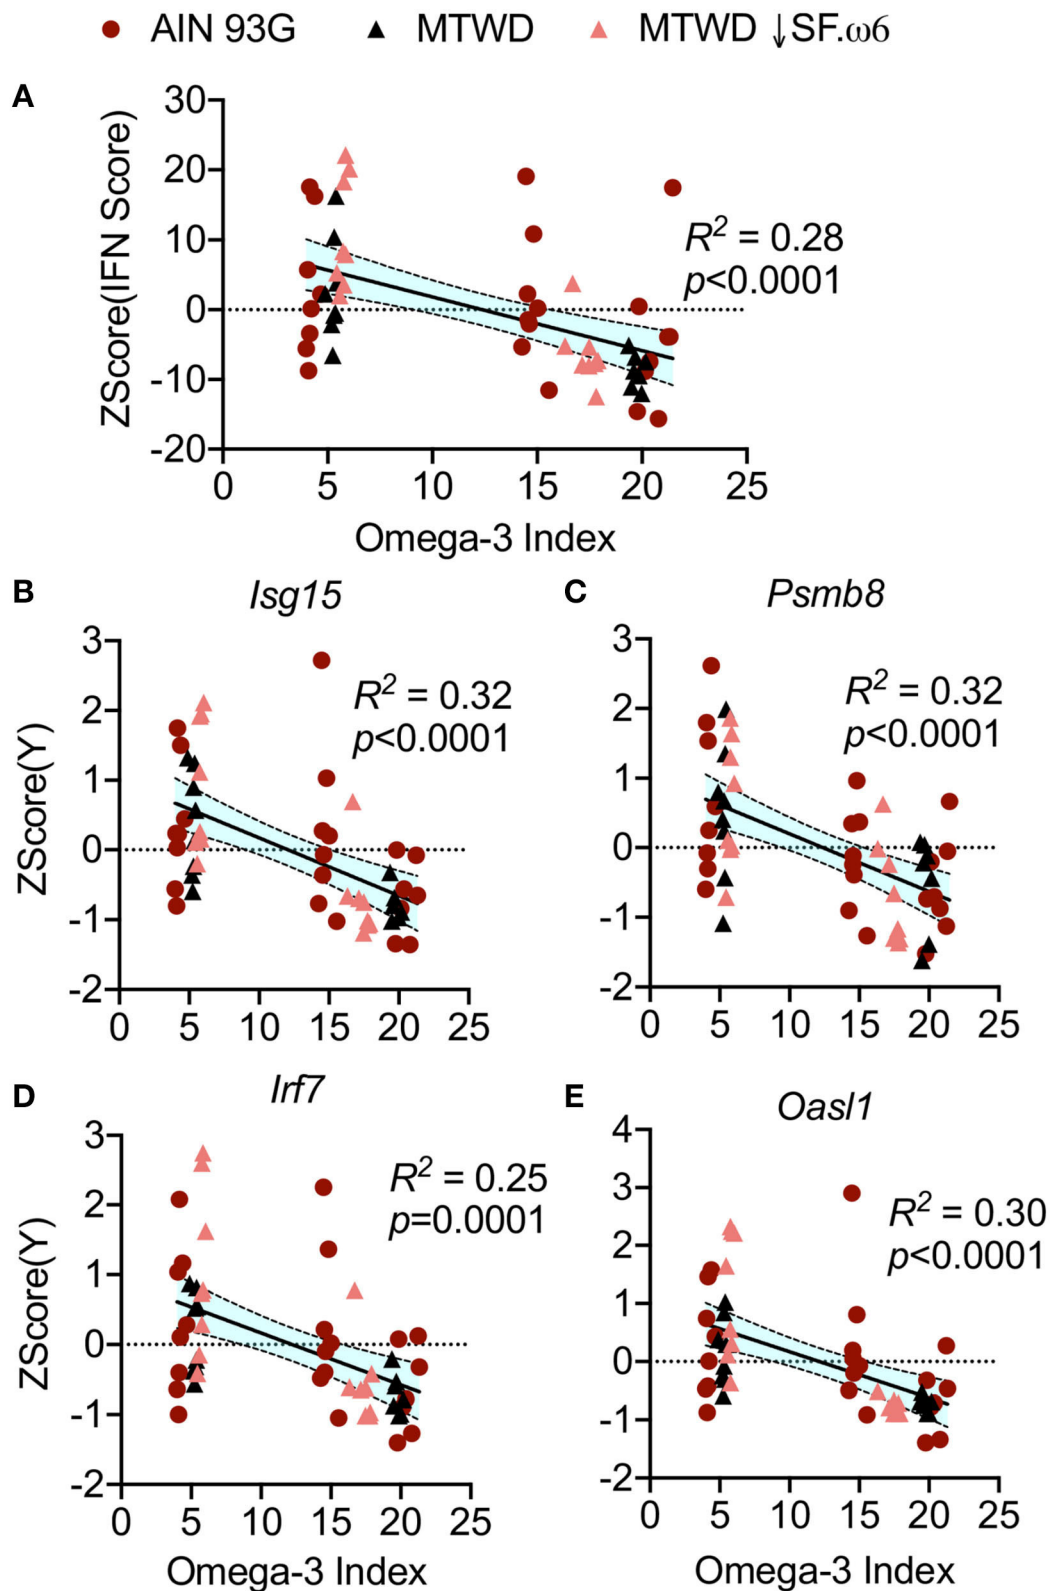 AIN 93G MTWD MTWD ↓SF.ω6
A
30
20
10
0
-10
-20
ZScore(IFN Score)
R² = 0.28
p<0.0001
0 5 10 15 20 25
Omega-3 Index
B Isg15
3
2
1
0
-1
-2
ZScore(Y)
R² = 0.32
p<0.0001
0 5 10 15 20 25
C Psmb8
3
2
1
0
-1
-2
R² = 0.32
p<0.0001
0 5 10 15 20 25
D Irf7
3
2
1
0
-1
-2
ZScore(Y)
R² = 0.25
p=0.0001
0 5 10 15 20 25
Omega-3 Index
E Oasl1
4
3
2
1
0
-1
-2
R² = 0.30
p<0.0001
0 5 10 15 20 25
Omega-3 Index